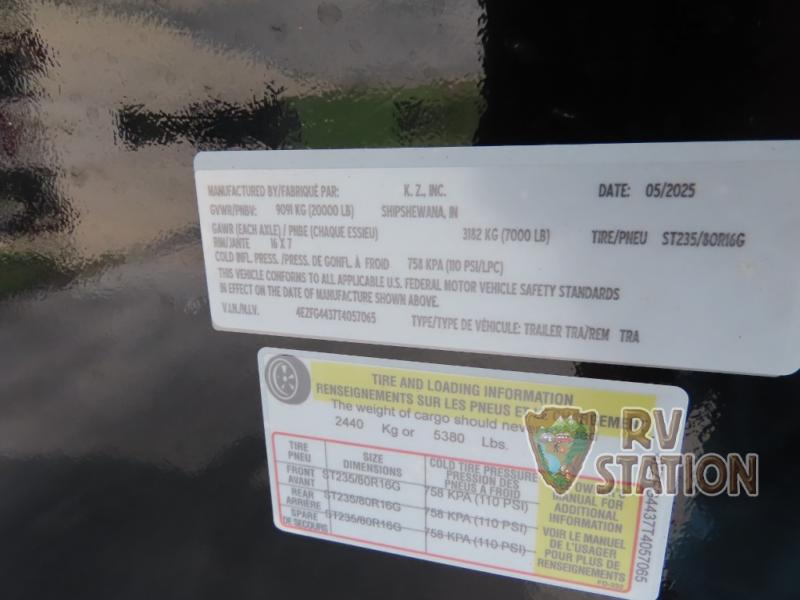 MANUFACTURED BY/FABRIQUÉ PAR: K. Z., INC. DATE: 05/2025
GVWR/PNBV: 9091 KG (20000 LB) SHIPSHEWANA, IN
GAWR (EACH AXLE) / PNBE (CHAQUE ESSIEU) 3182 KG (7000 LB) TIRE/PNEU ST235/80R16G
RIM/JANTE 16 X 7
COLD INFL. PRESS./PRESS. DE GONFL. À FROID 758 KPA (110 PSI/LPC)
THIS VEHICLE CONFORMS TO ALL APPLICABLE U.S. FEDERAL MOTOR VEHICLE SAFETY STANDARDS
IN EFFECT ON THE DATE OF MANUFACTURE SHOWN ABOVE.
V.I.N./N.I.V. 4EZFG4437T4057065 TYPE/TYPE DE VÉHICULE: TRAILER TRA/REM TRA
TIRE AND LOADING INFORMATION
RENSEIGNEMENTS SUR LES PNEUS ET
The weight of cargo should never
2440 Kg or 5380 Lbs.
TIRE PNEU SIZE DIMENSIONS COLD TIRE PRESSURE PRESSION DES PNEUS À FROID
FRONT AVANT ST235/80R16G 758 KPA (110 PSI)
REAR ARRIÈRE ST235/80R16G 758 KPA (110 PSI)
SPARE DE SECOURS ST235/80R16G 758 KPA (110 PSI)
MANUAL FOR
ADDITIONAL
INFORMATION
VOIR LE MANUEL
DE L'USAGER
POUR PLUS DE
RENSEIGNEMENTS
4437T4057065
RV
STATION